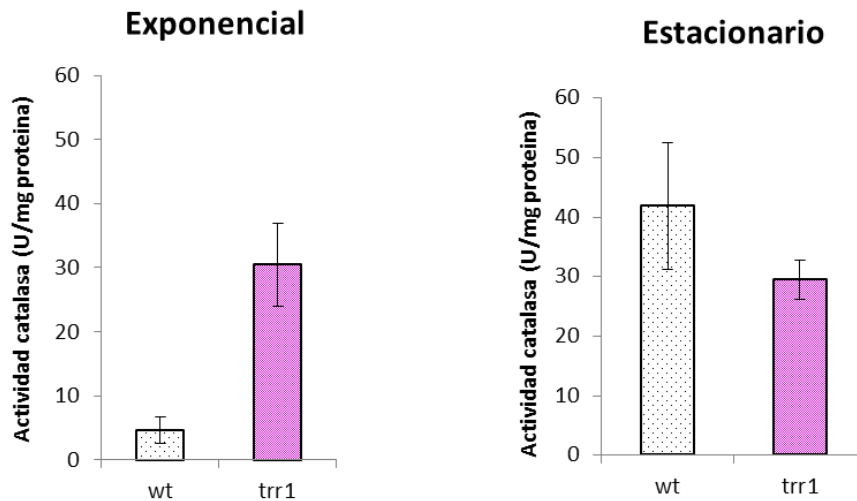 Exponencial
Actividad catalasa (U/mg proteina)
60
50
40
30
20
10
0
wt trr1
Estacionario
Actividad catalasa (U/mg proteina)
60
50
40
30
20
10
0
wt trr1